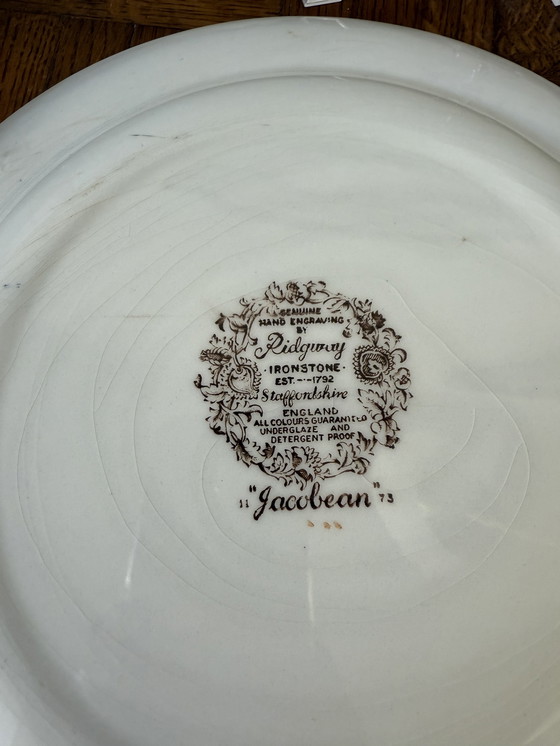 GENUINE
HAND ENGRAVING
BY
Ridgway
· IRONSTONE ·
EST.---1792
Staffordshire
ENGLAND
ALL COLOURS GUARANTEED
UNDERGLAZE AND
DETERGENT PROOF
11 "Jacobean" 73